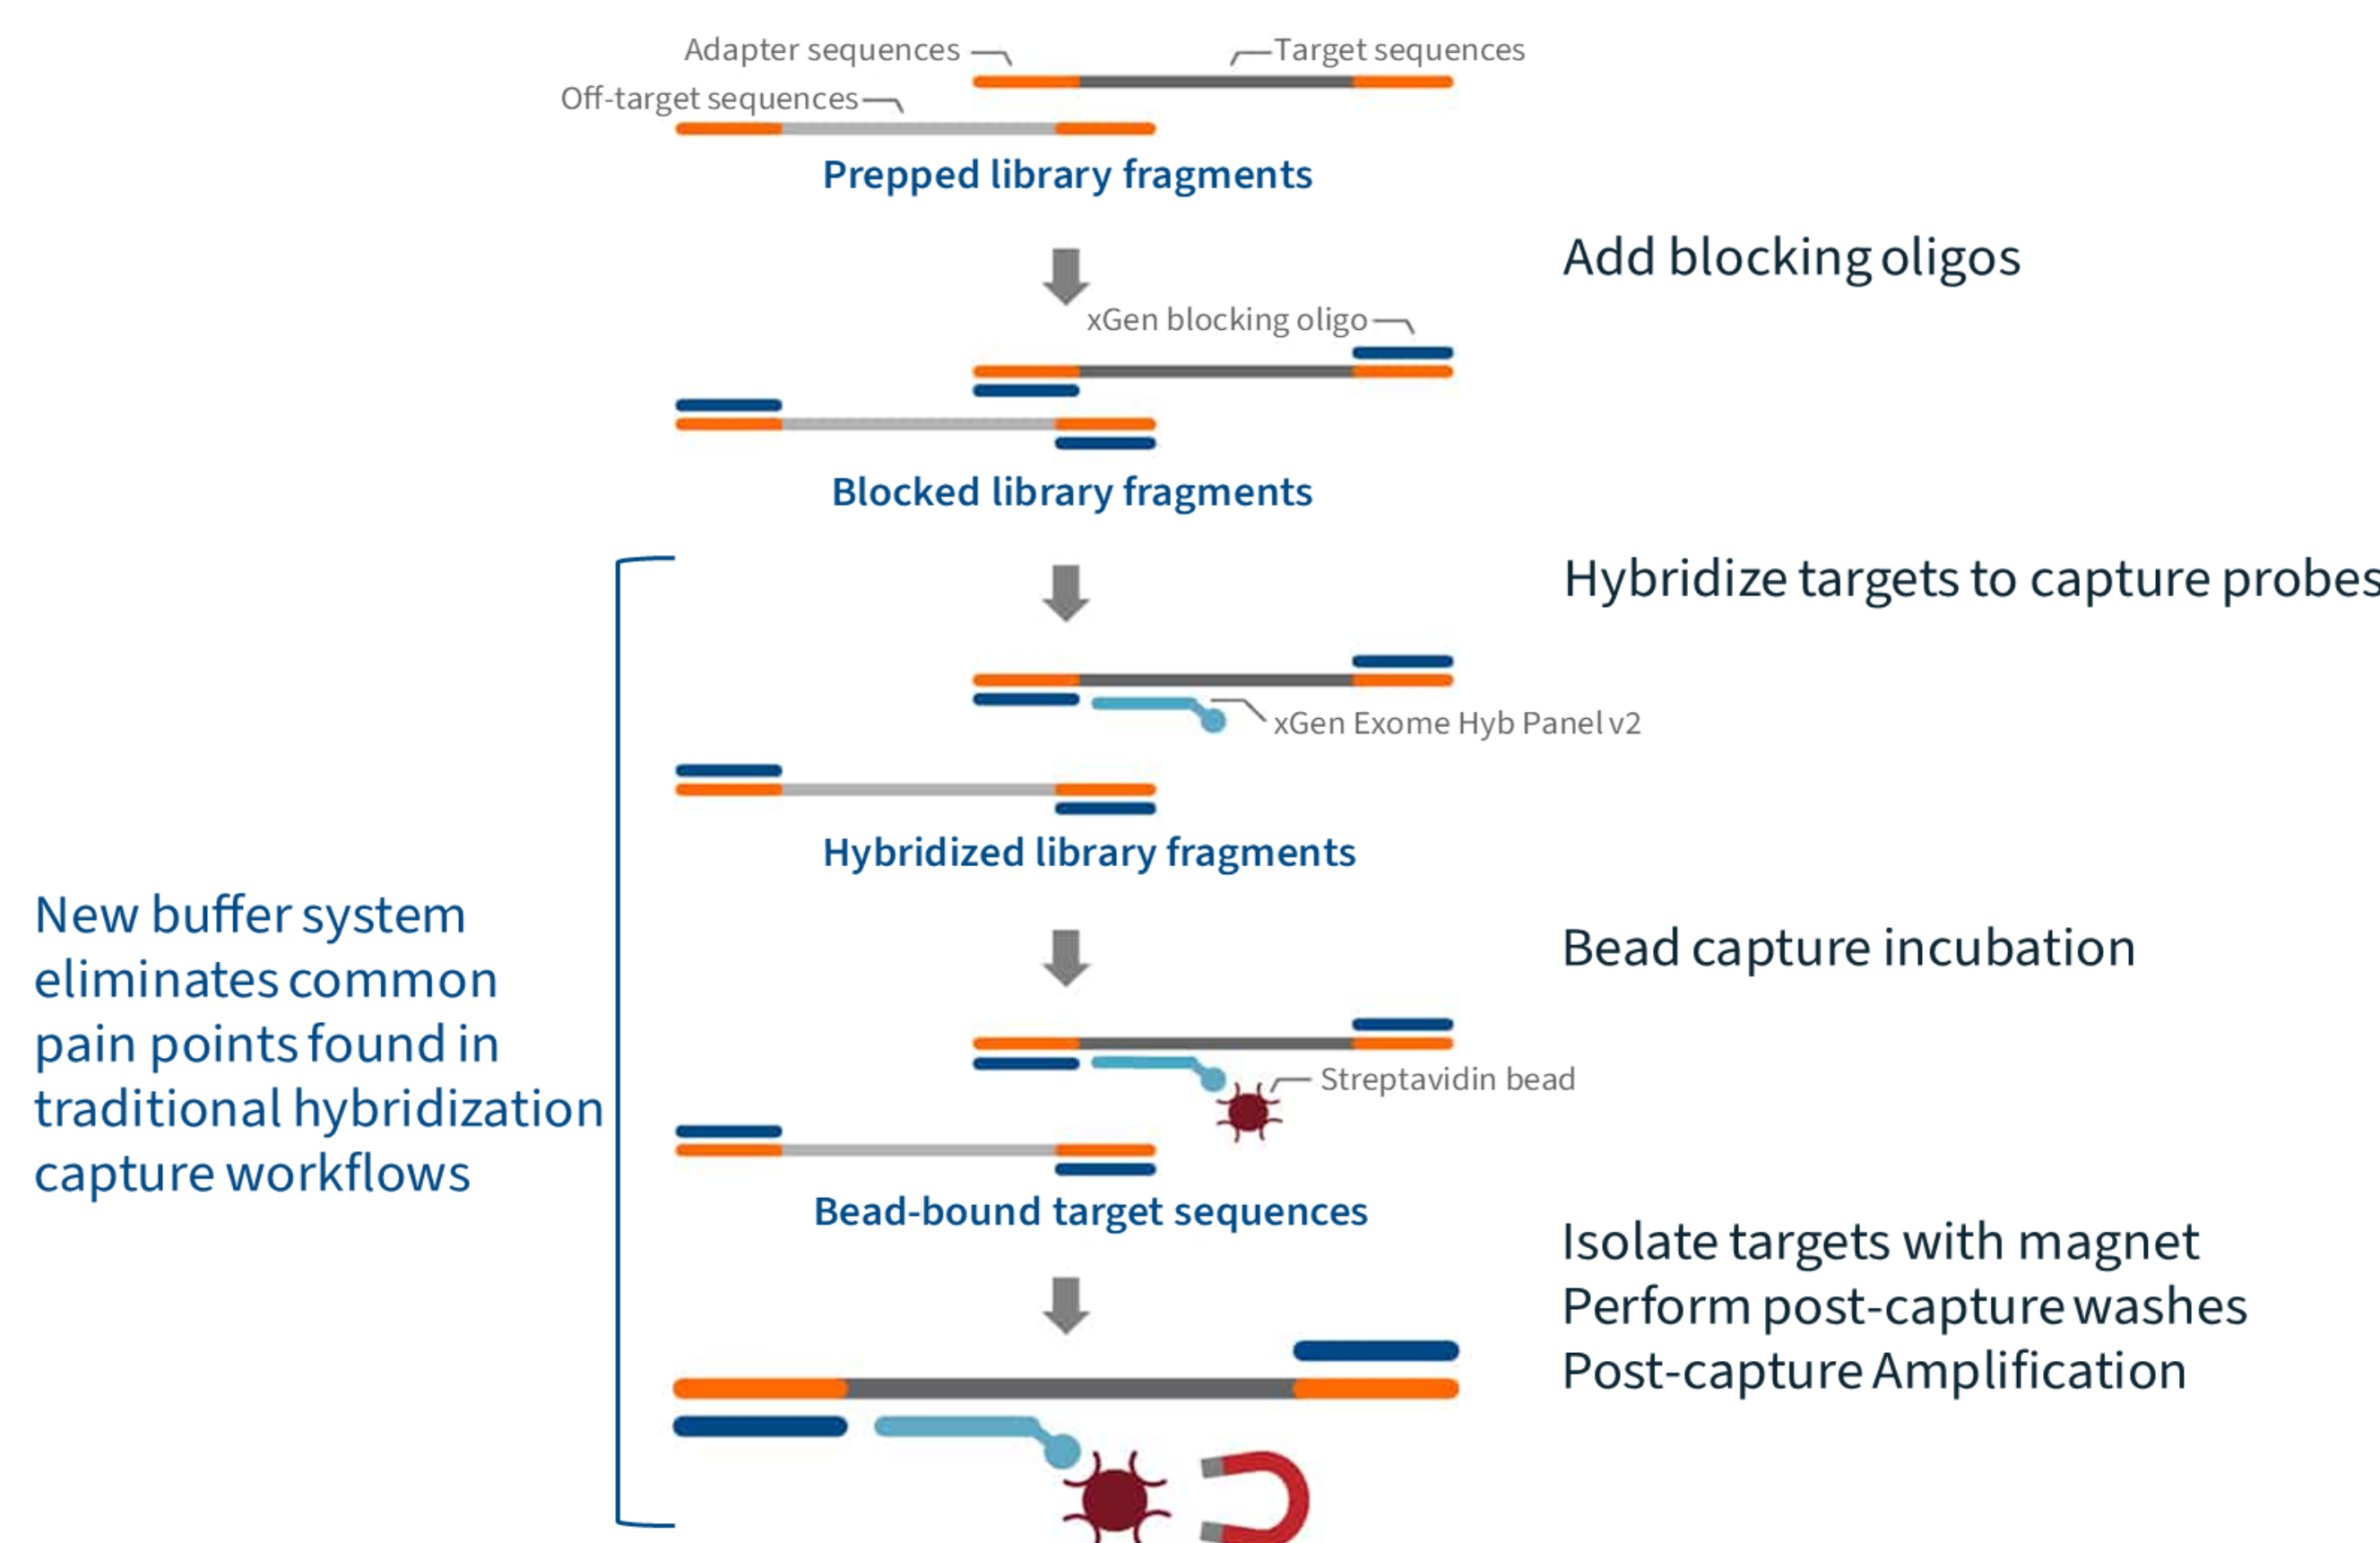 Adapter sequences
Target sequences
Off-target sequences
Prepped library fragments
Add blocking oligos
xGen blocking oligo
Blocked library fragments
Hybridize targets to capture probes
xGen Exome Hyb Panel v2
Hybridized library fragments
New buffer system
eliminates common
pain points found in
traditional hybridization
capture workflows
Bead capture incubation
Streptavidin bead
Bead-bound target sequences
Isolate targets with magnet
Perform post-capture washes
Post-capture Amplification